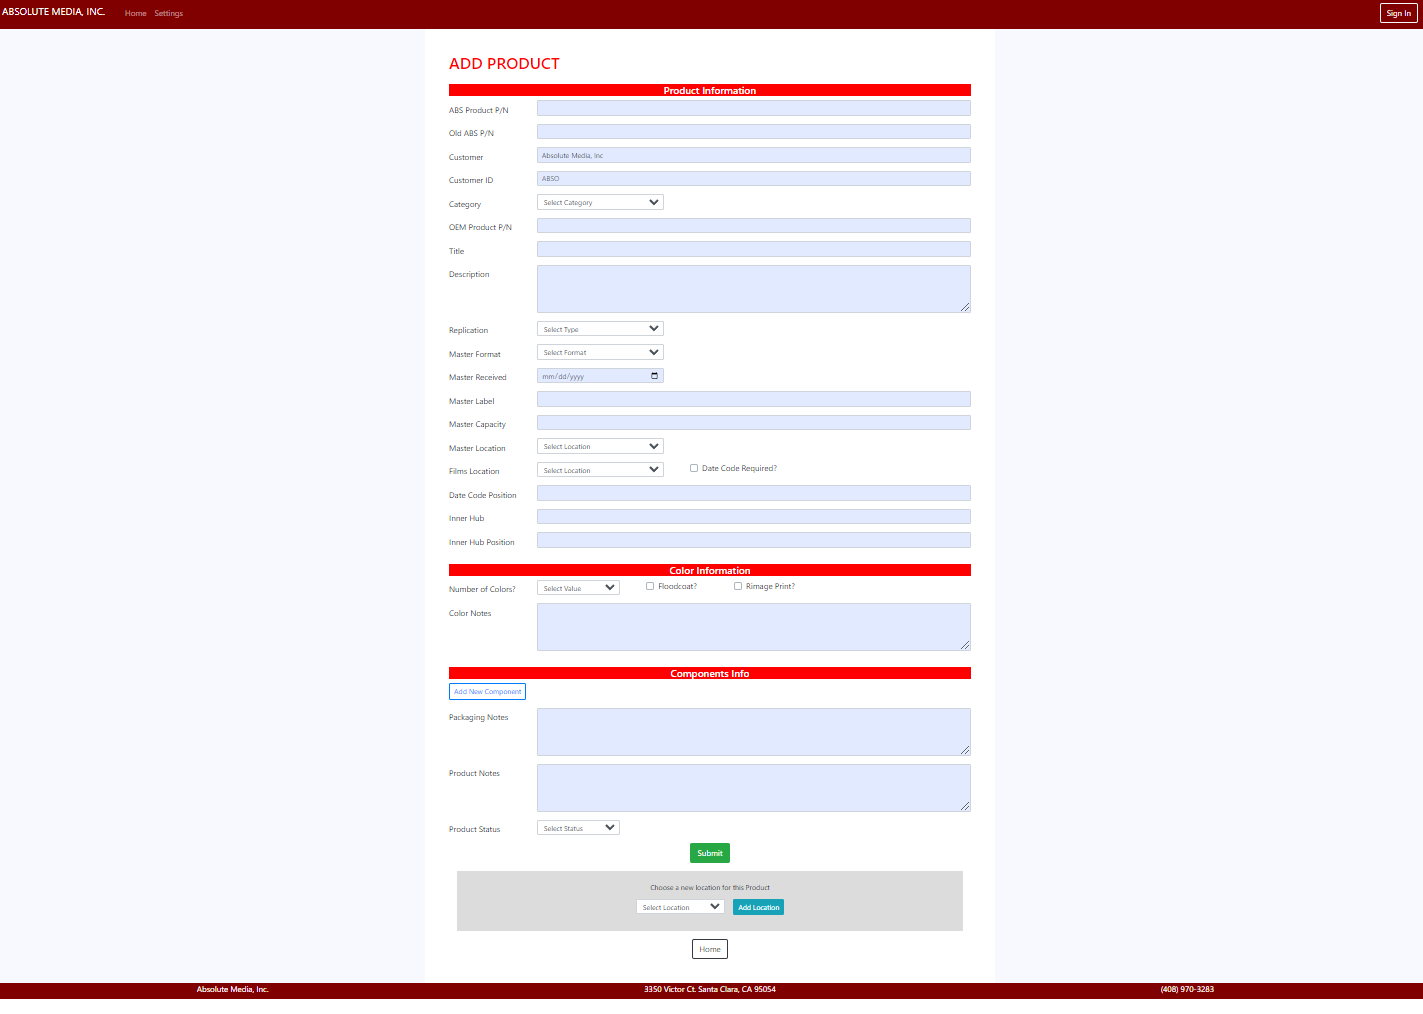 ABSOLUTE MEDIA, INC. Home Settings Sign In
ADD PRODUCT
Product Information
ABS Product P/N
Old ABS P/N
Customer Absolute Media, Inc
Customer ID ABSO
Category Select Category
OEM Product P/N
Title
Description
Replication Select Type
Master Format Select Format
Master Received mm/dd/yyyy
Master Label
Master Capacity
Master Location Select Location
Films Location Select Location Date Code Required?
Date Code Position
Inner Hub
Inner Hub Position
Color Information
Number of Colors? Select Value Floodcoat? Rimage Print?
Color Notes
Components Info
Add New Component
Packaging Notes
Product Notes
Product Status Select Status
Submit
Choose a new location for this Product
Select Location Add Location
Home
Absolute Media, Inc. 3350 Victor Ct. Santa Clara, CA 95054 (408) 970-3283